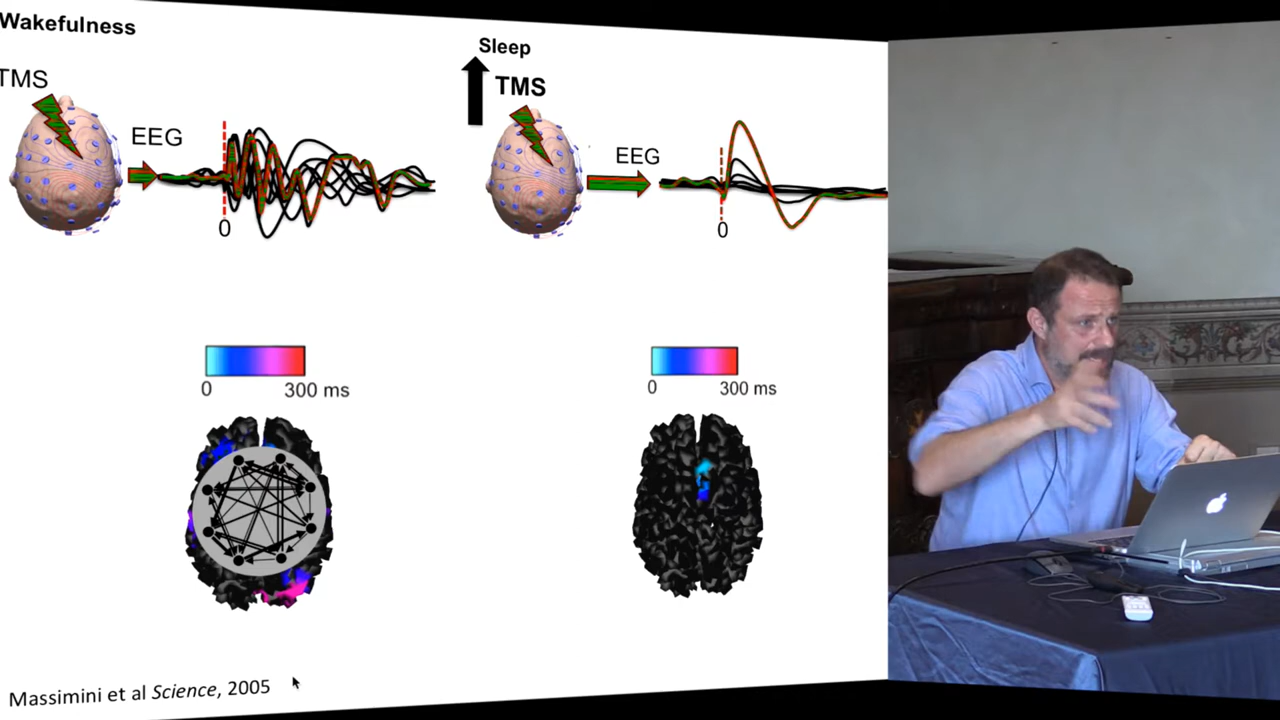 Wakefulness
TMS
EEG
0
Sleep
TMS
EEG
0
0 300 ms
0 300 ms
Massimini et al Science, 2005